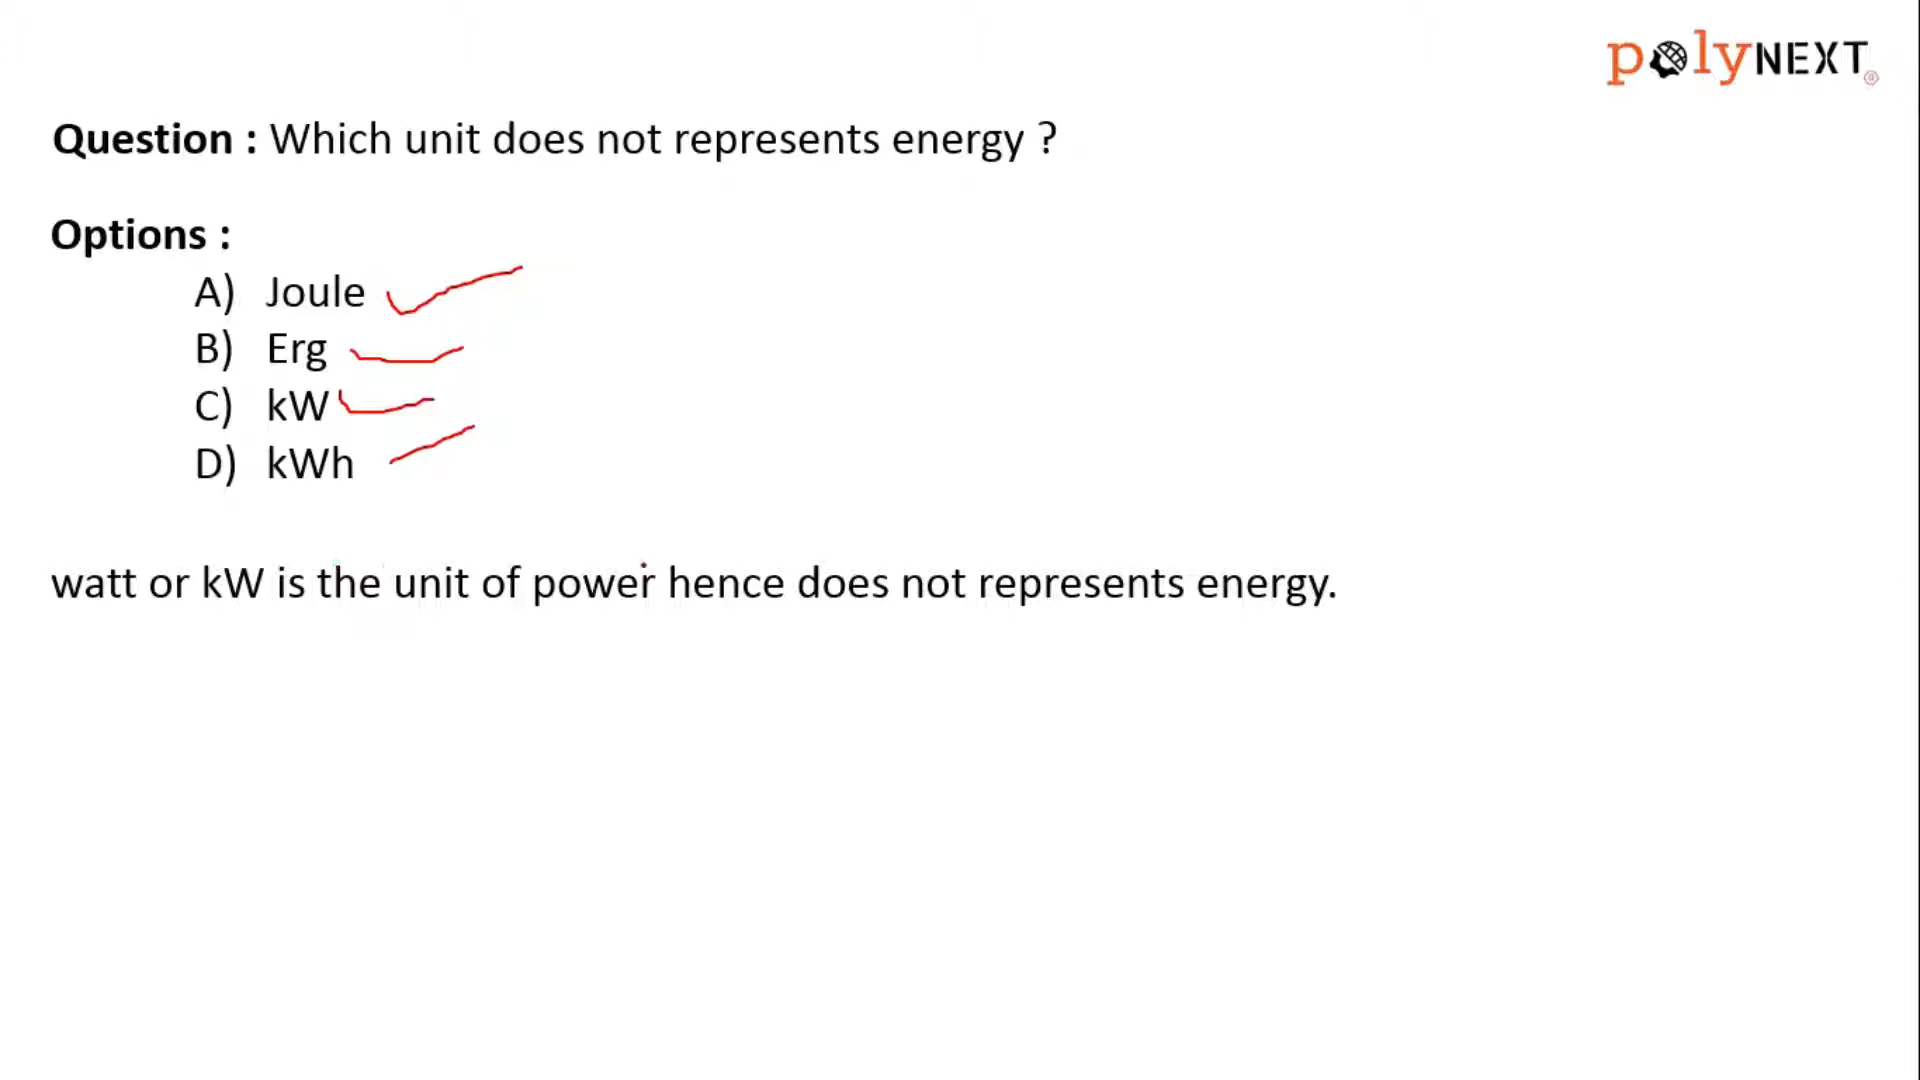 polyNEXT
Question : Which unit does not represents energy ?
Options :
A) Joule
B) Erg
C) kW
D) kWh
watt or kW is the unit of power hence does not represents energy.